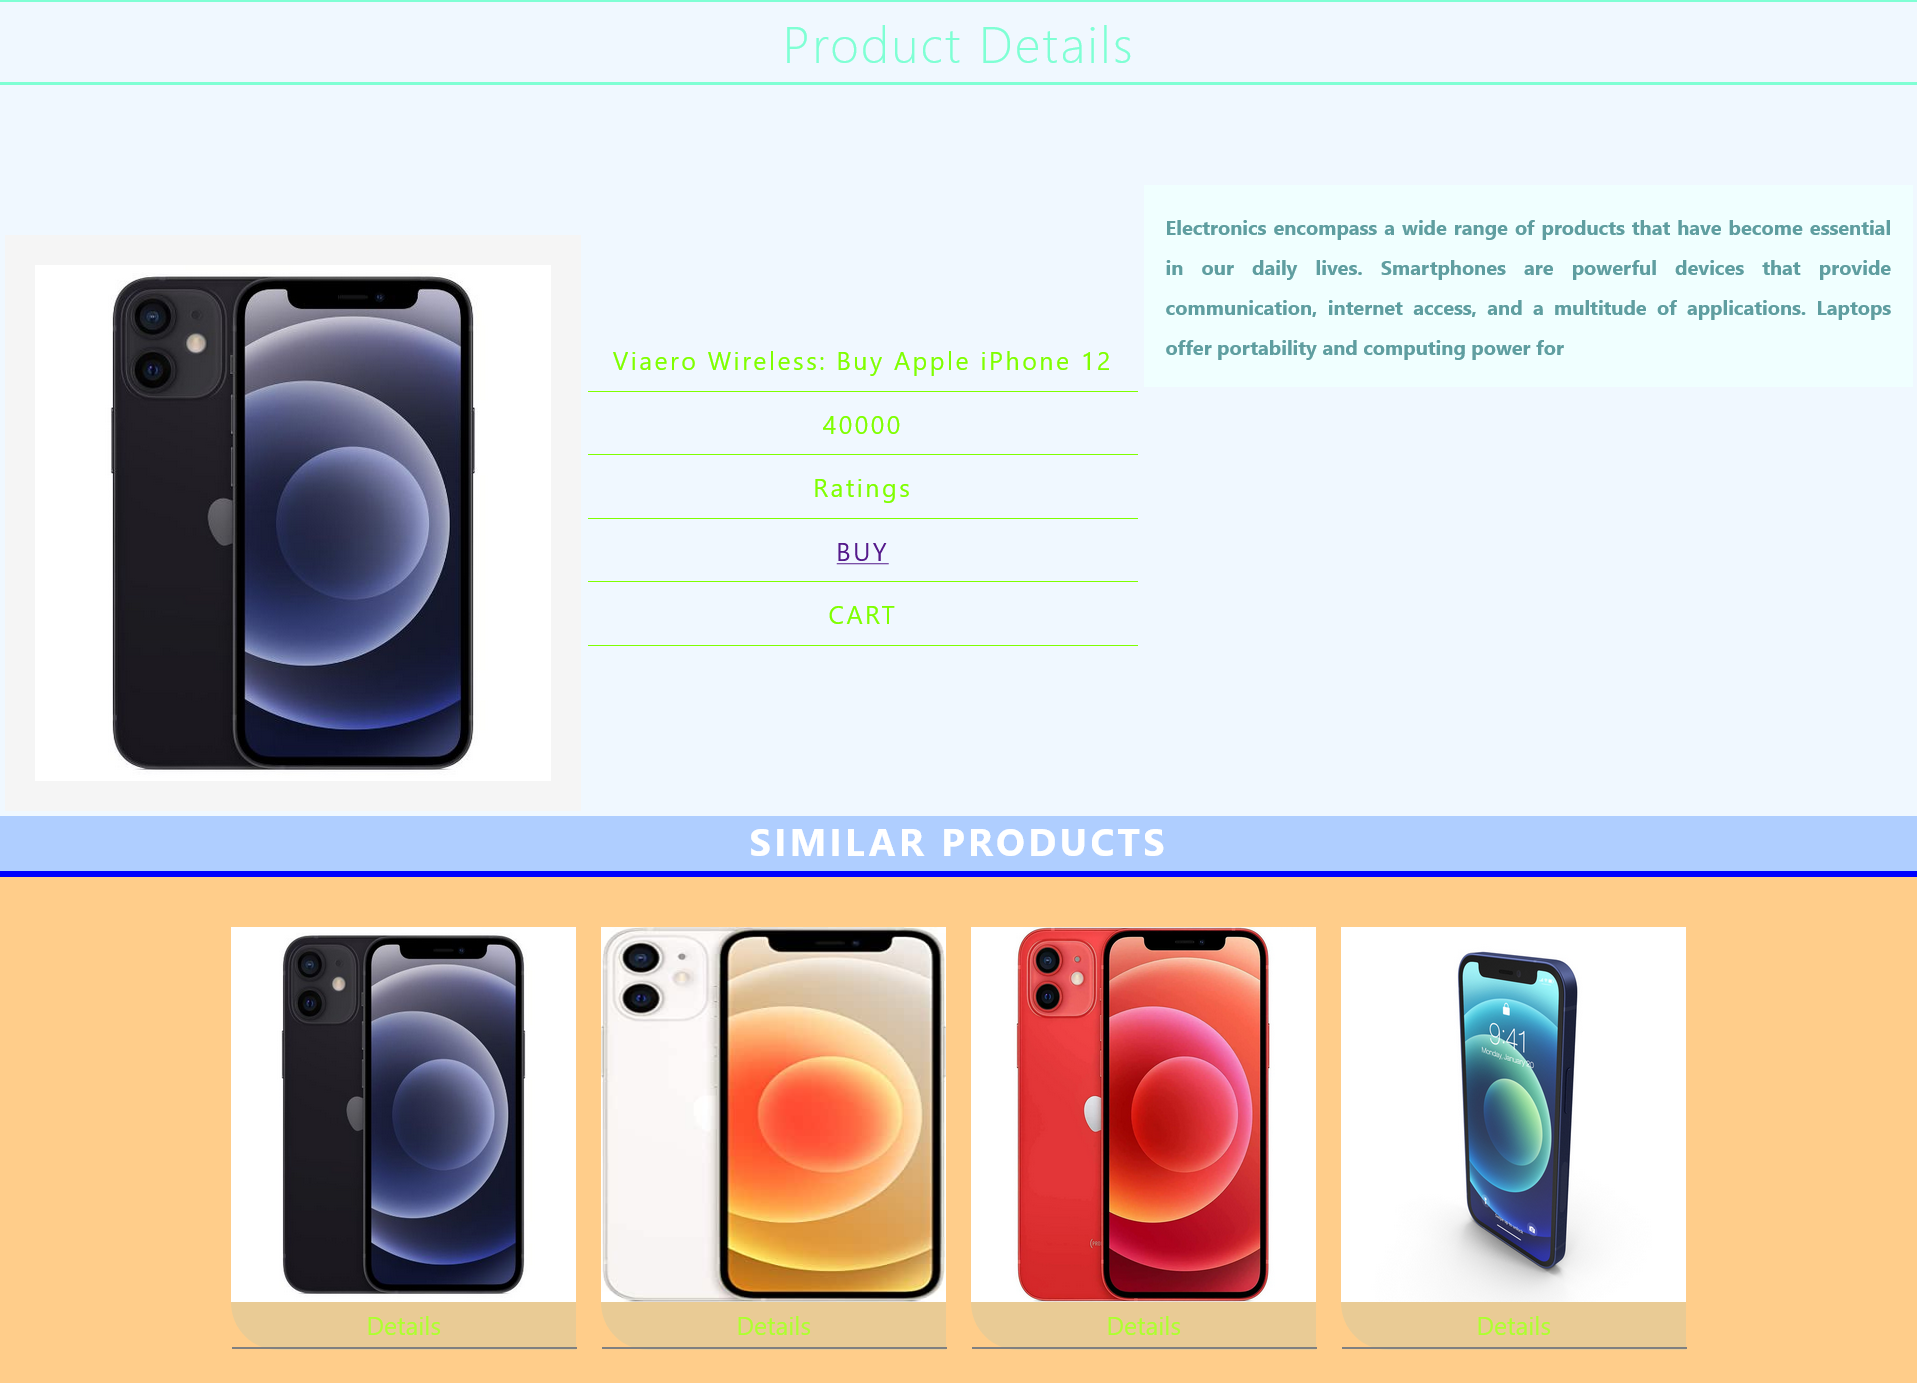 Product Details
Viaero Wireless: Buy Apple iPhone 12
40000
Ratings
BUY
CART
Electronics encompass a wide range of products that have become essential
in our daily lives. Smartphones are powerful devices that provide
communication, internet access, and a multitude of applications. Laptops
offer portability and computing power for
SIMILAR PRODUCTS
9:41
Details
Details
Details
Details